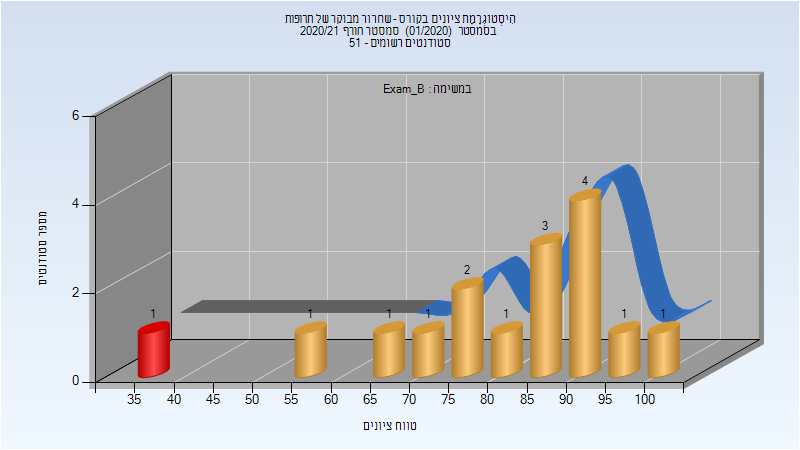 היסטוגרמת ציונים בקורס - שחרור מבוקר של תרופות
בסמסטר (01/2020) סמסטר חורף 2020/21
סטודנטים רשומים - 51
במשימה : Exam_B
מספר סטודנטים
6
4
2
0
1 1 1 1 2 1 3 4 1 1
35 40 45 50 55 60 65 70 75 80 85 90 95 100
טווח ציונים